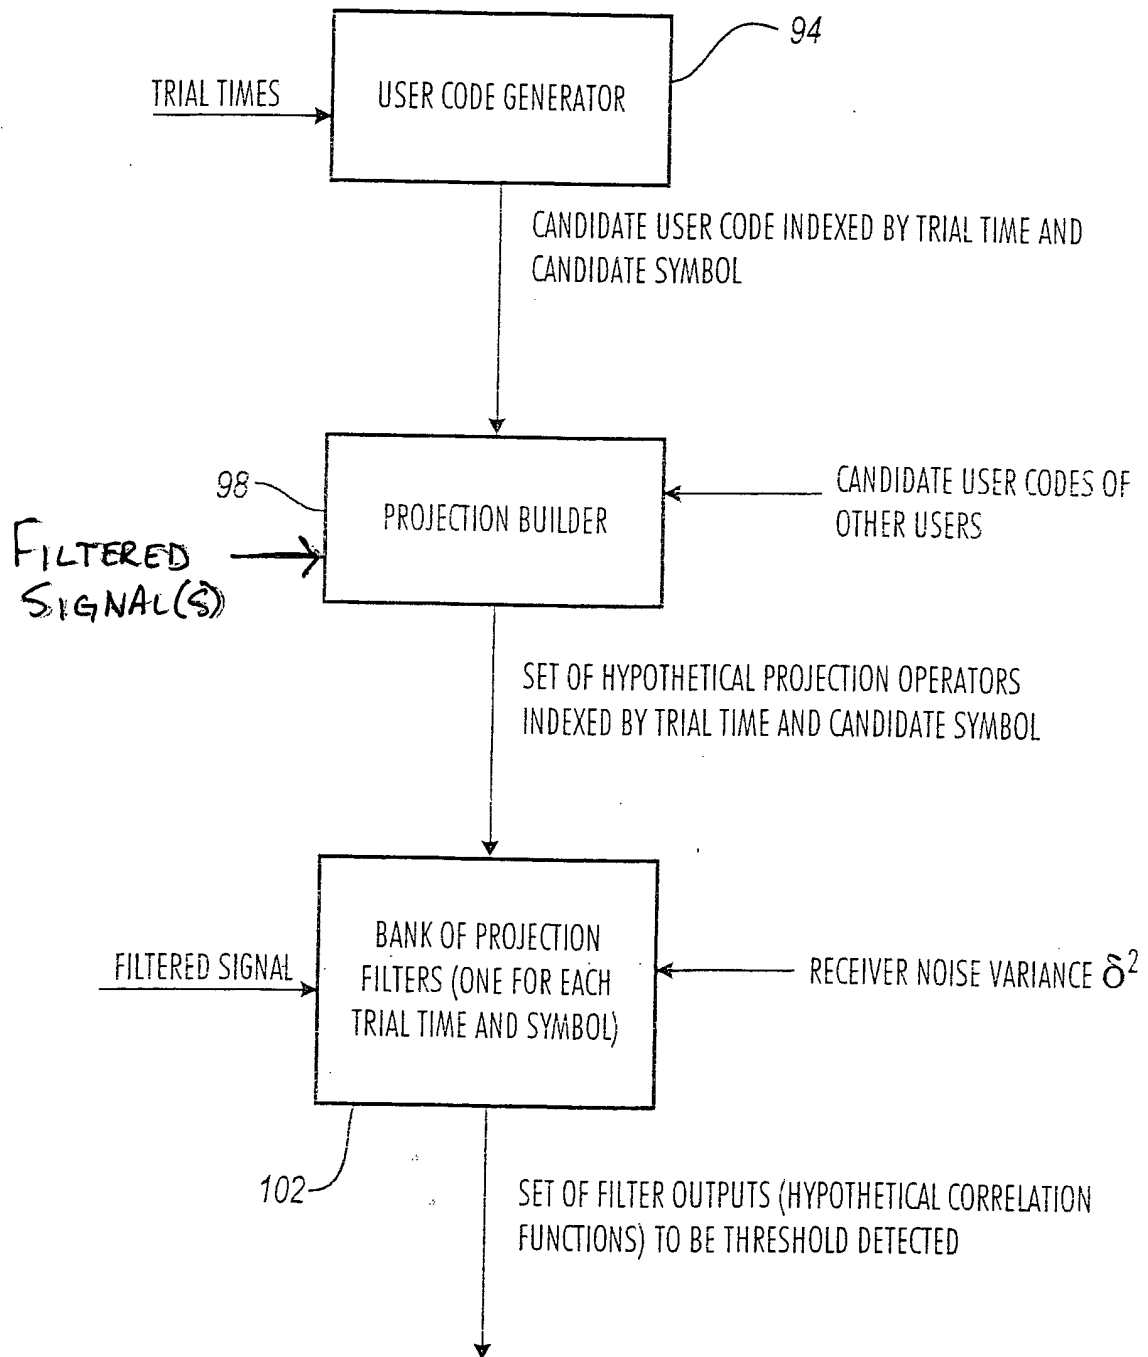 94
TRIAL TIMES
USER CODE GENERATOR
CANDIDATE USER CODE INDEXED BY TRIAL TIME AND
CANDIDATE SYMBOL
98
PROJECTION BUILDER
CANDIDATE USER CODES OF
OTHER USERS
FILTERED
SIGNAL(S)
SET OF HYPOTHETICAL PROJECTION OPERATORS
INDEXED BY TRIAL TIME AND CANDIDATE SYMBOL
BANK OF PROJECTION
FILTERS (ONE FOR EACH
TRIAL TIME AND SYMBOL)
FILTERED SIGNAL
RECEIVER NOISE VARIANCE δ²
102
SET OF FILTER OUTPUTS (HYPOTHETICAL CORRELATION
FUNCTIONS) TO BE THRESHOLD DETECTED